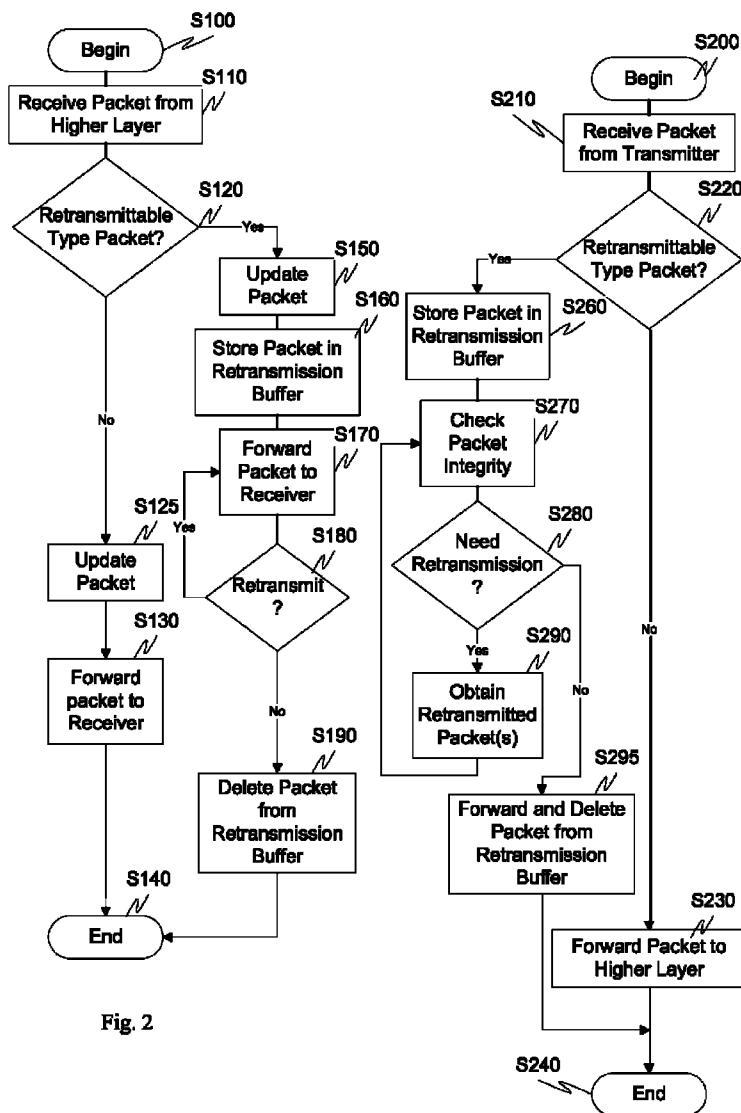 S100
Begin
S110
Receive Packet from
Higher Layer
S120
Retransmittable
Type Packet?
Yes
S150
Update
Packet
S160
Store Packet in
Retransmission
Buffer
S170
Forward
Packet to
Receiver
Yes
S180
Retransmit
?
No
S190
Delete Packet
from
Retransmission
Buffer
No
S125
Update
Packet
S130
Forward
packet to
Receiver
S140
End
Fig. 2
S200
Begin
S210
Receive Packet
from Transmitter
S220
Retransmittable
Type Packet?
Yes
S260
Store Packet in
Retransmission
Buffer
S270
Check
Packet
Integrity
S280
Need
Retransmission
?
Yes
S290
Obtain
Retransmitted
Packet(s)
No
S295
Forward and Delete
Packet from
Retransmission
Buffer
No
S230
Forward Packet to
Higher Layer
S240
End